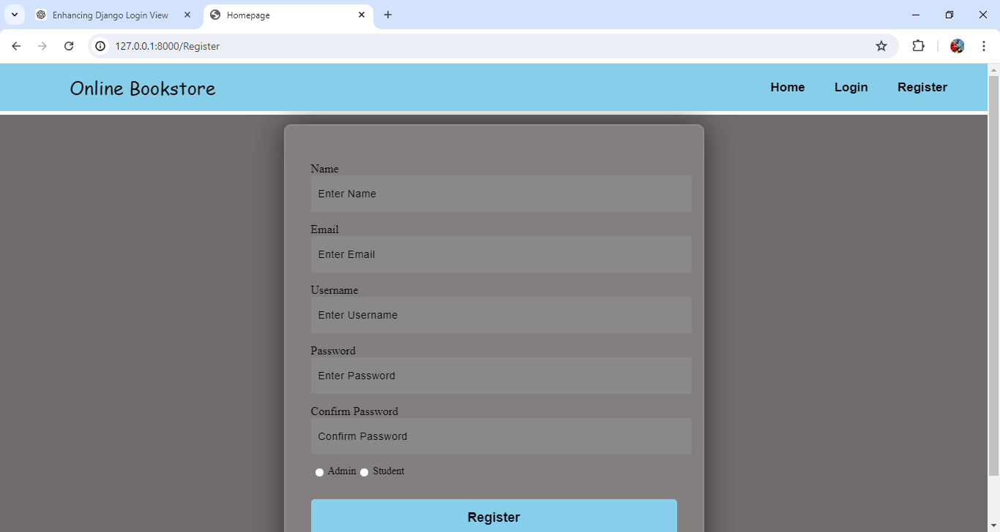 Enhancing Django Login View
Homepage
127.0.0.1:8000/Register
Online Bookstore
Home
Login
Register
Name
Enter Name
Email
Enter Email
Username
Enter Username
Password
Enter Password
Confirm Password
Confirm Password
Admin Student
Register